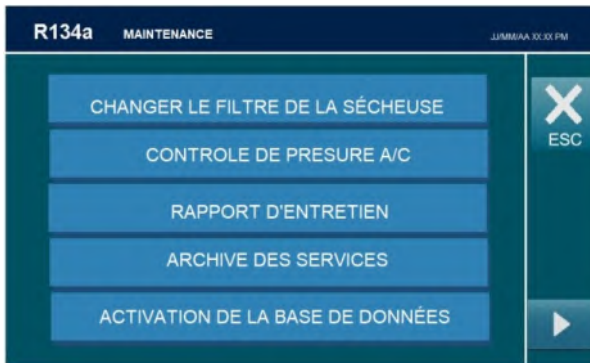 R134a MAINTENANCE JJ/MM/AA XX:XX PM
CHANGER LE FILTRE DE LA SÉCHEUSE
ESC
CONTROLE DE PRESURE A/C
RAPPORT D'ENTRETIEN
ARCHIVE DES SERVICES
ACTIVATION DE LA BASE DE DONNÉES